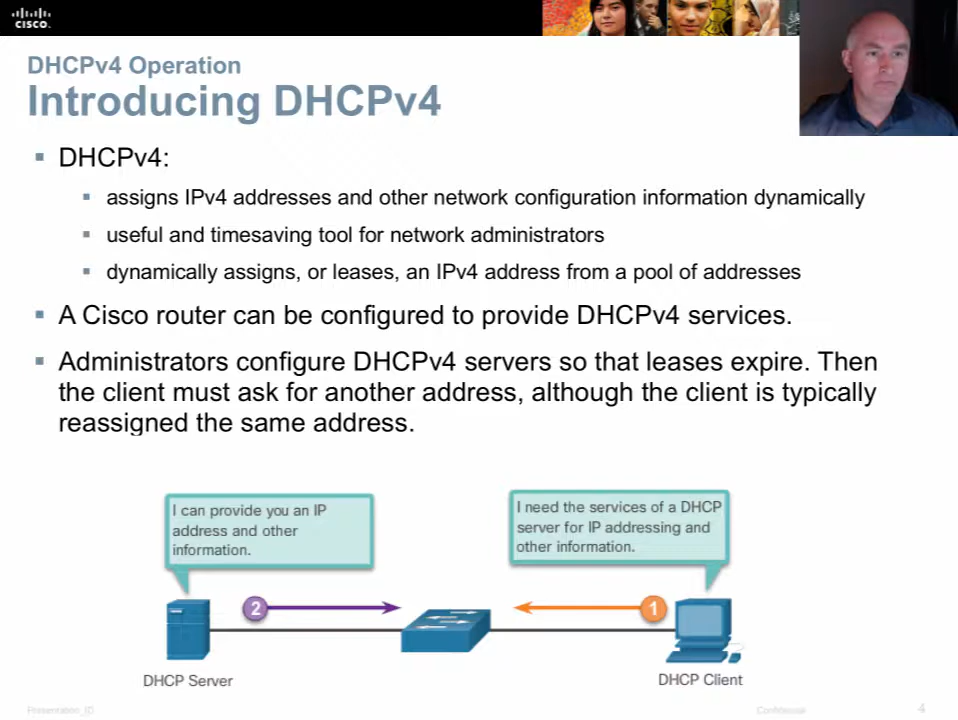 CISCO.
DHCPv4 Operation
Introducing DHCPv4
DHCPv4:
assigns IPv4 addresses and other network configuration information dynamically
useful and timesaving tool for network administrators
dynamically assigns, or leases, an IPv4 address from a pool of addresses
A Cisco router can be configured to provide DHCPv4 services.
Administrators configure DHCPv4 servers so that leases expire. Then
the client must ask for another address, although the client is typically
reassigned the same address.
I can provide you an IP
address and other
information.
I need the services of a DHCP
server for IP addressing and
other information.
2
1
DHCP Server
DHCP Client
Presentation_ID
Confidential
4